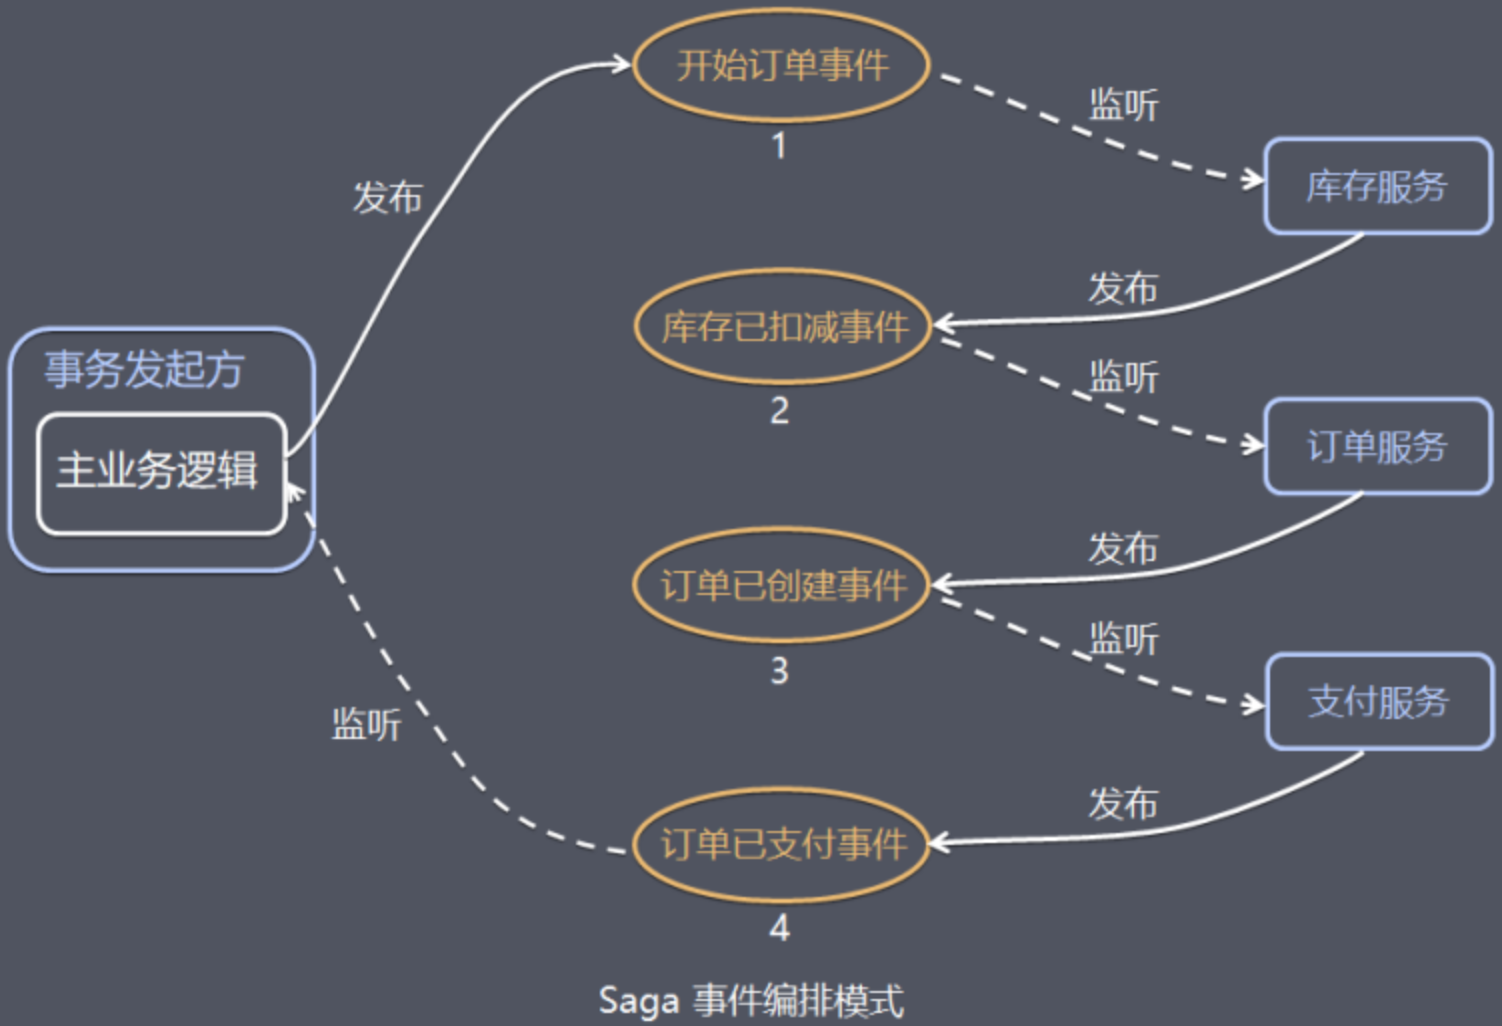 开始订单事件
1
监听
库存服务
发布
发布
库存已扣减事件
2
监听
事务发起方
主业务逻辑
订单服务
发布
订单已创建事件
3
监听
支付服务
监听
发布
订单已支付事件
4
Saga 事件编排模式